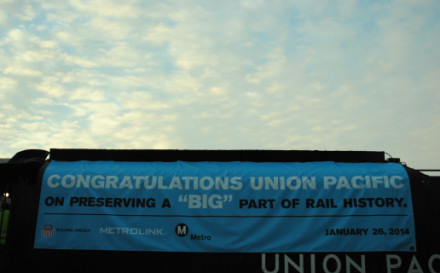 CONGRATULATIONS UNION PACIFIC
ON PRESERVING A "BIG" PART OF RAIL HISTORY.
METROLINK. M Metro JANUARY 26, 2014
UNION PAC